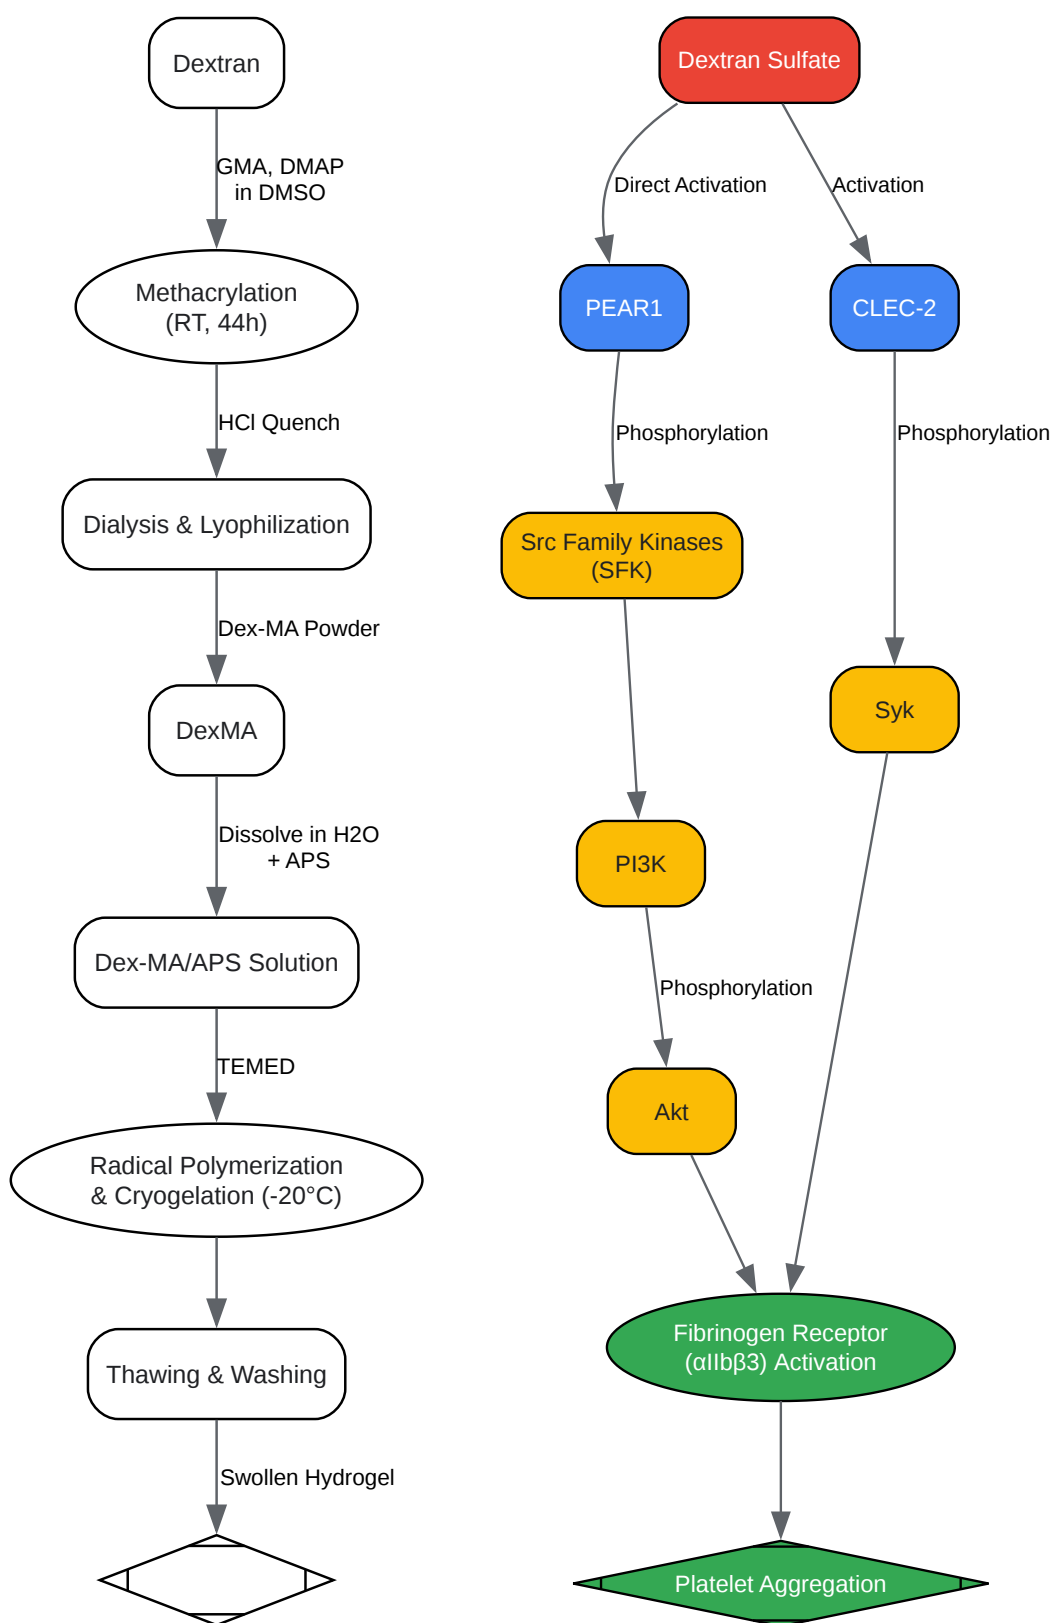 Dextran
GMA, DMAP
in DMSO
Methacrylation
(RT, 44h)
HCl Quench
Dialysis & Lyophilization
Dex-MA Powder
DexMA
Dissolve in H2O
+ APS
Dex-MA/APS Solution
TEMED
Radical Polymerization
& Cryogelation (-20°C)
Thawing & Washing
Swollen Hydrogel
Dextran Sulfate
Direct Activation
Activation
PEAR1
CLEC-2
Phosphorylation
Phosphorylation
Src Family Kinases
(SFK)
Syk
PI3K
Phosphorylation
Akt
Fibrinogen Receptor
(αIIbβ3) Activation
Platelet Aggregation